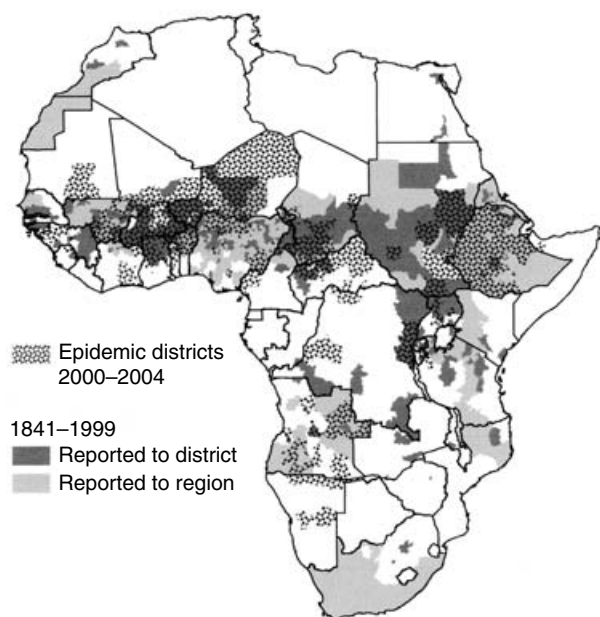 Epidemic districts
2000–2004
1841–1999
Reported to district
Reported to region